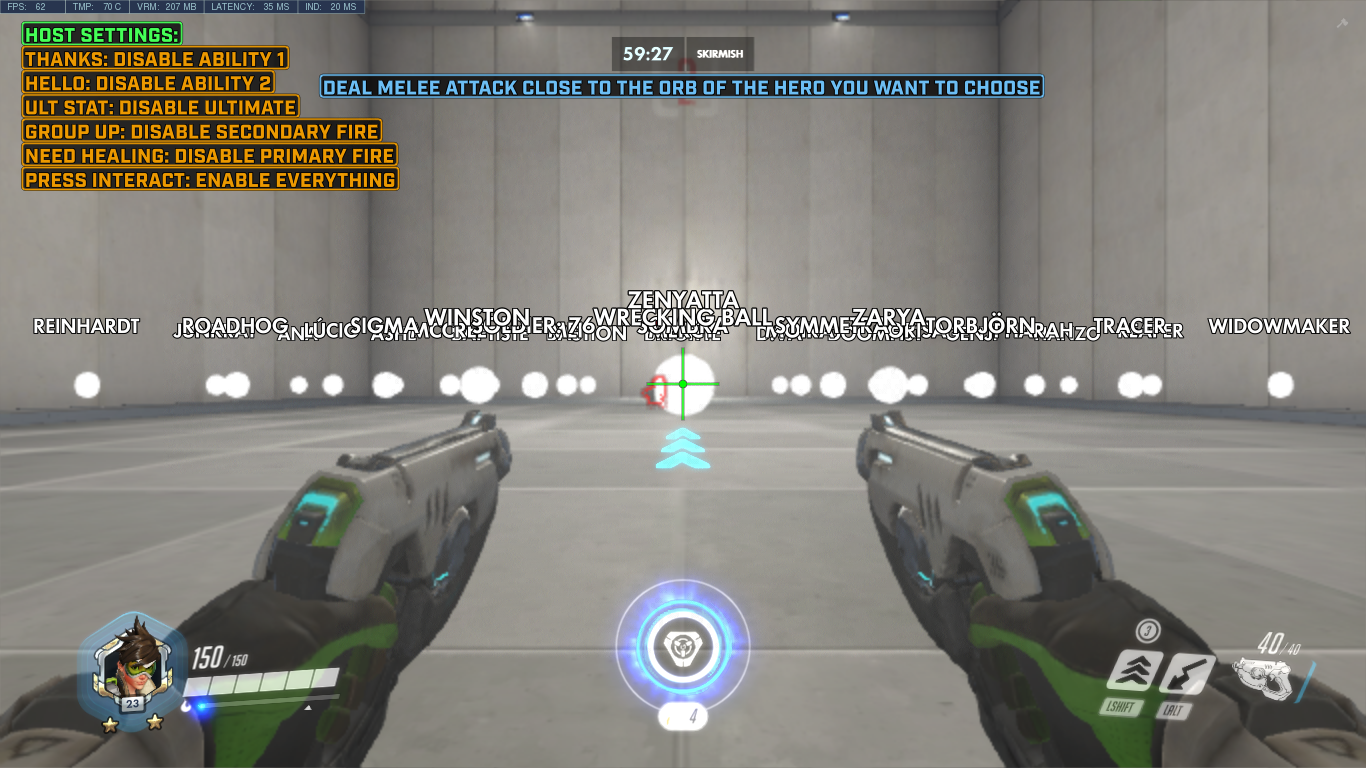 FPS: 62 TMP: 70 C VRM: 207 MB LATENCY: 35 MS IND: 20 MS
HOST SETTINGS:
THANKS: DISABLE ABILITY 1
HELLO: DISABLE ABILITY 2
ULT STAT: DISABLE ULTIMATE
GROUP UP: DISABLE SECONDARY FIRE
NEED HEALING: DISABLE PRIMARY FIRE
PRESS INTERACT: ENABLE EVERYTHING
59:27 SKIRMISH
DEAL MELEE ATTACK CLOSE TO THE ORB OF THE HERO YOU WANT TO CHOOSE
ZENYATTA
WINSTON WRECKING BALL ZARYA
REINHARDT ROADHOG LÚCIO SIGMA TORBJÖRN TRACER WIDOWMAKER
150/150
23
4
3
LSHIFT LALT
40/40